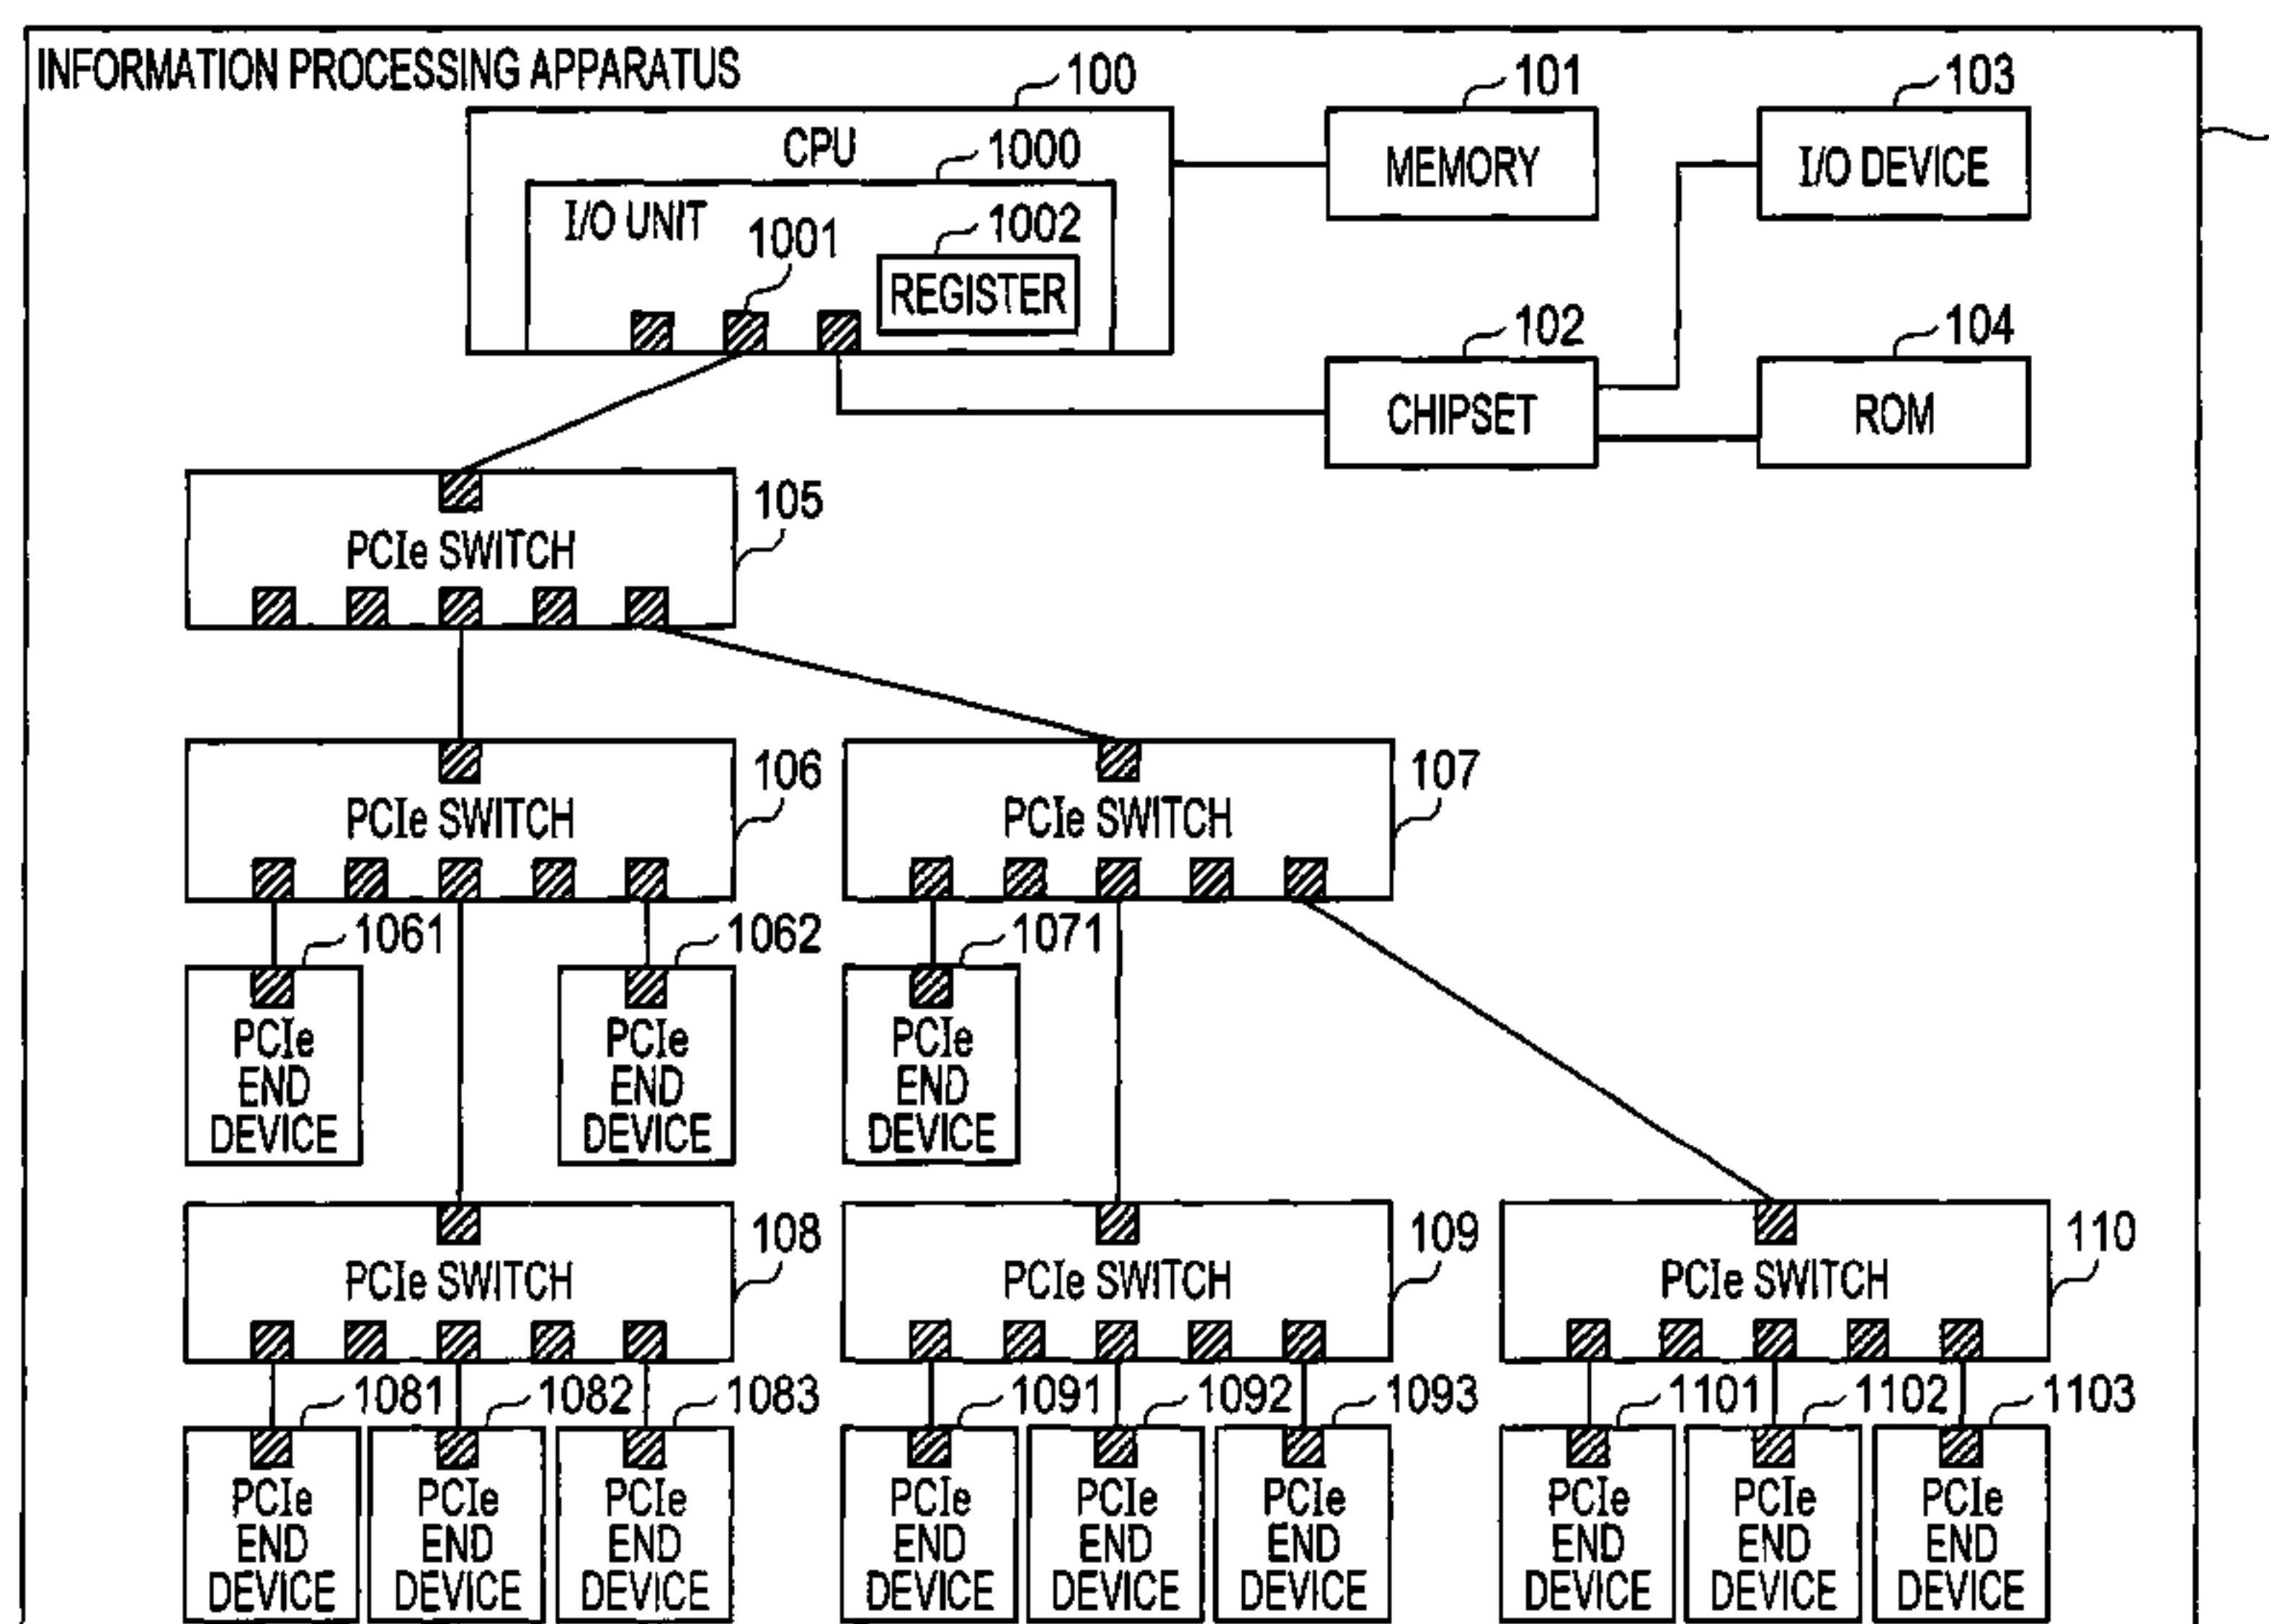 INFORMATION PROCESSING APPARATUS
100
101
103
CPU
1000
MEMORY
I/O DEVICE
I/O UNIT
1001
1002
REGISTER
102
104
CHIPSET
ROM
105
PCIe SWITCH
106
107
PCIe SWITCH
PCIe SWITCH
1061
1062
1071
PCIe
END
DEVICE
PCIe
END
DEVICE
PCIe
END
DEVICE
108
109
110
PCIe SWITCH
PCIe SWITCH
PCIe SWITCH
1081
1082
1083
1091
1092
1093
1101
1102
1103
PCIe
END
DEVICE
PCIe
END
DEVICE
PCIe
END
DEVICE
PCIe
END
DEVICE
PCIe
END
DEVICE
PCIe
END
DEVICE
PCIe
END
DEVICE
PCIe
END
DEVICE
PCIe
END
DEVICE